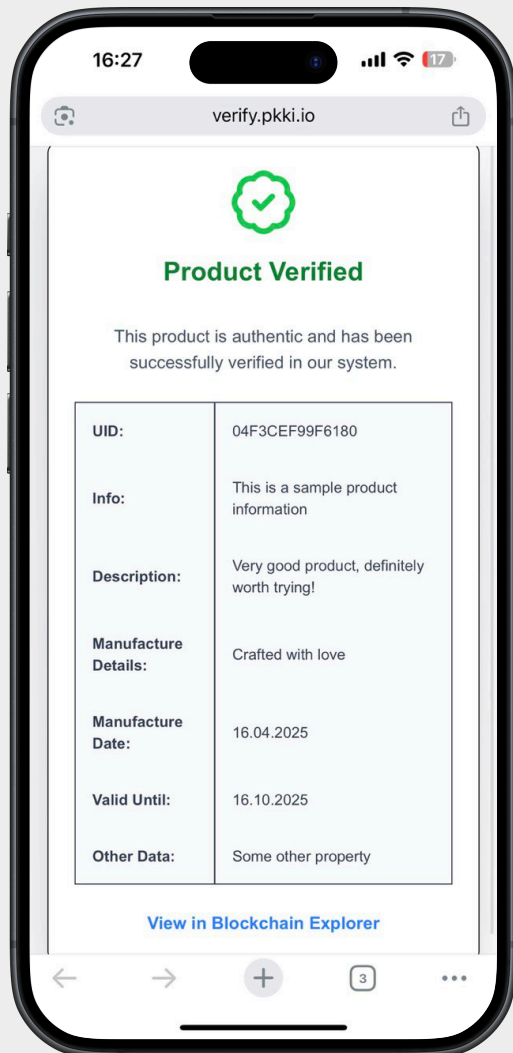 16:27
17
verify.pkki.io
Product Verified
This product is authentic and has been
successfully verified in our system.
UID:
04F3CEF99F6180
Info:
This is a sample product
information
Description:
Very good product, definitely
worth trying!
Manufacture
Details:
Crafted with love
Manufacture
Date:
16.04.2025
Valid Until:
16.10.2025
Other Data:
Some other property
View in Blockchain Explorer
3